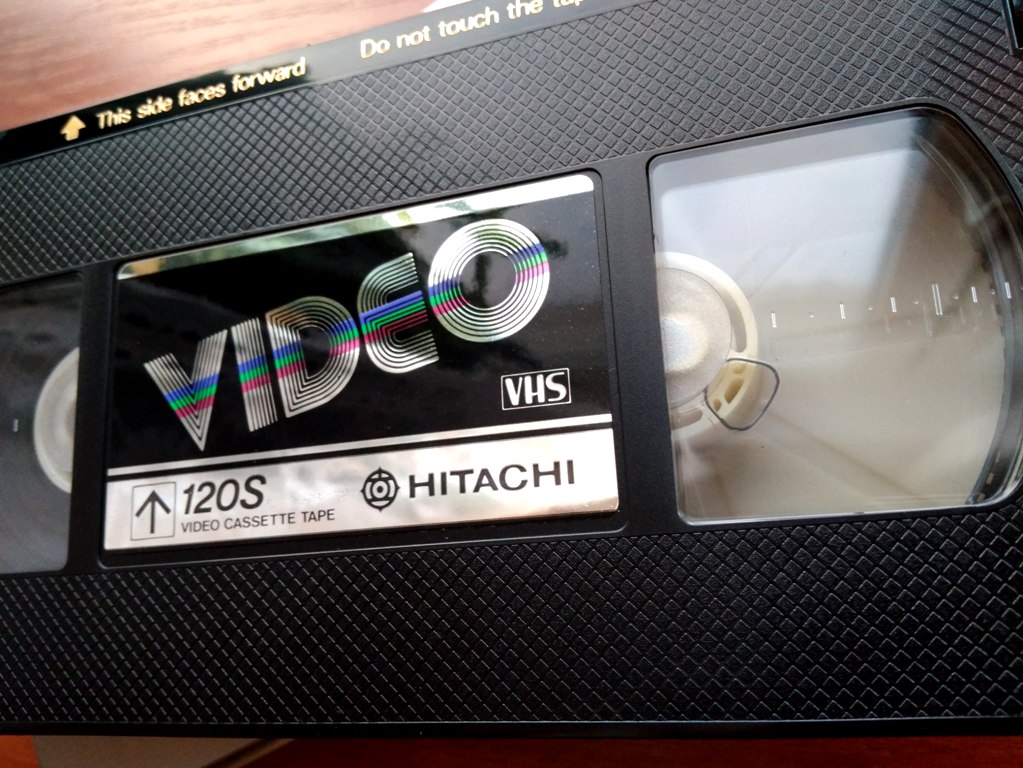 This side faces forward
Do not touch the
VIDEO
VHS
120S
VIDEO CASSETTE TAPE
HITACHI